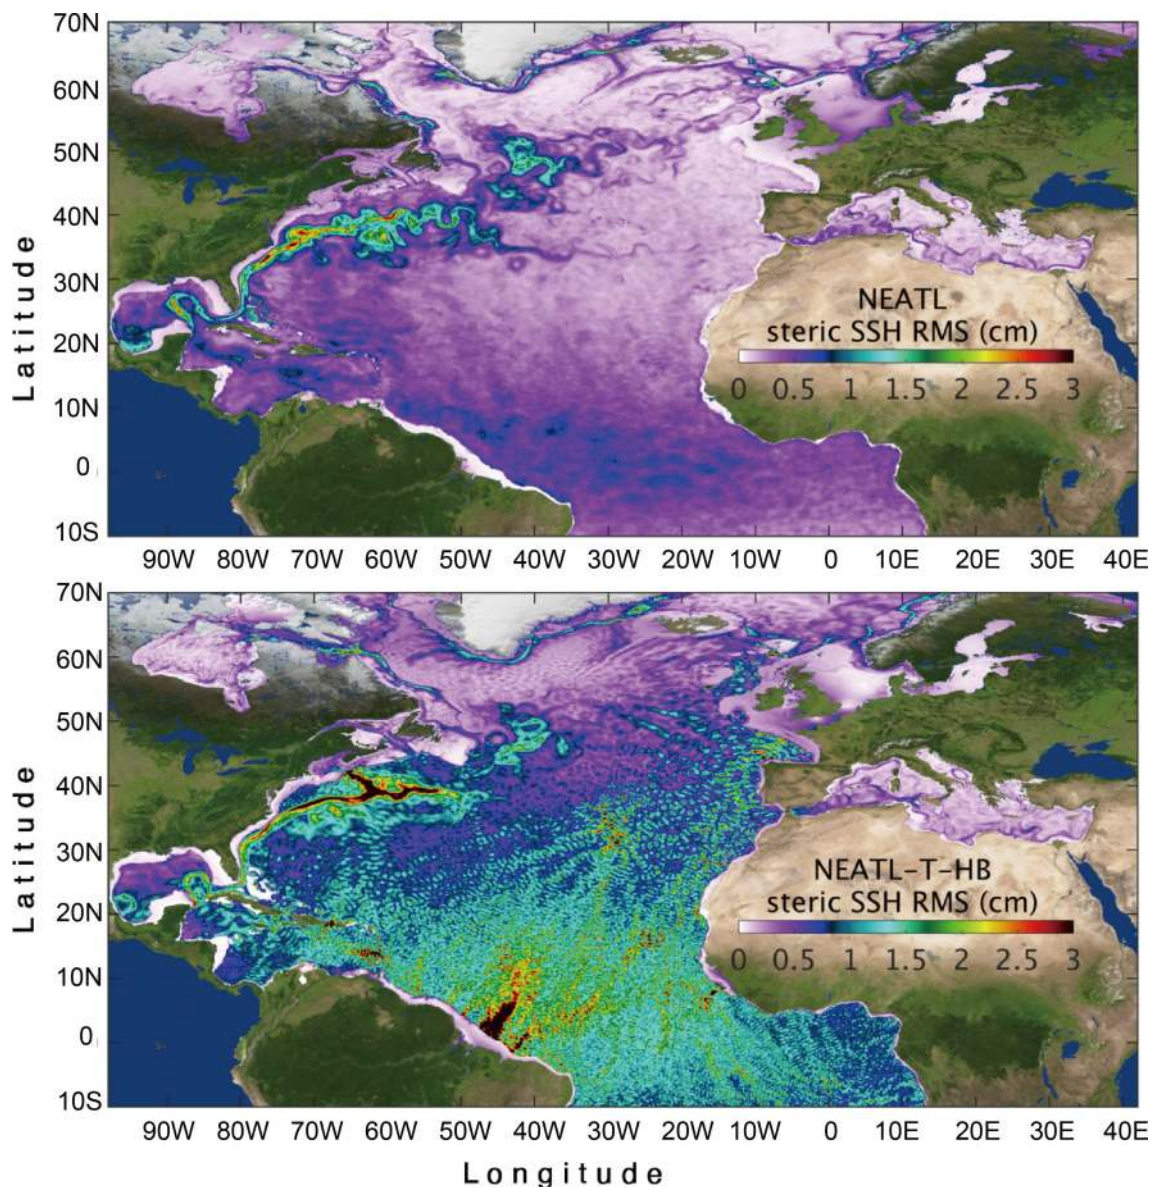 70N
60N
50N
40N
30N
20N
10N
0
10S
Latitude
NEATL
steric SSH RMS (cm)
0 0.5 1 1.5 2 2.5 3
90W 80W 70W 60W 50W 40W 30W 20W 10W 0 10E 20E 30E 40E
70N
60N
50N
40N
30N
20N
10N
0
10S
Latitude
NEATL-T-HB
steric SSH RMS (cm)
0 0.5 1 1.5 2 2.5 3
90W 80W 70W 60W 50W 40W 30W 20W 10W 0 10E 20E 30E 40E
Longitude